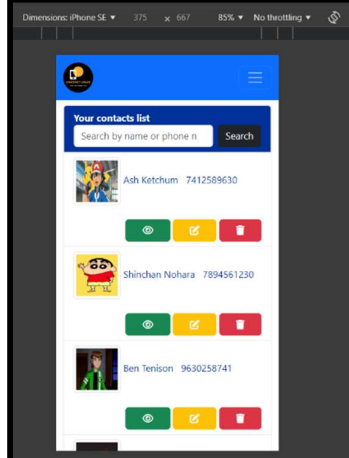 Dimensions: iPhone SE ▼ 375 x 667 85% ▼ No throttling ▼
Your contacts list
Search by name or phone n Search
Ash Ketchum 7412589630
Shinchan Nohara 7894561230
Ben Tenison 9630258741